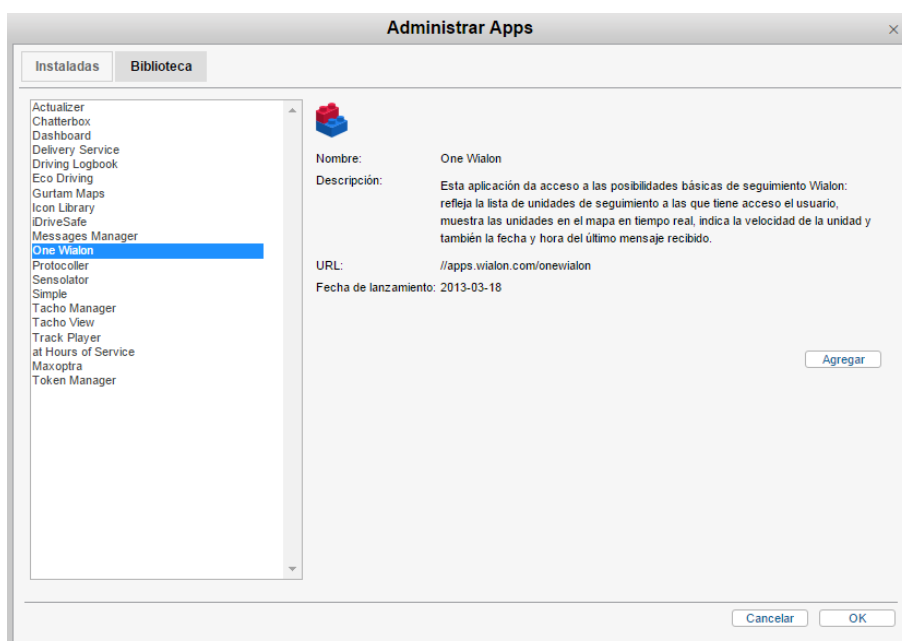 Administrar Apps
×
Instaladas
Biblioteca
Actualizer
Chatterbox
Dashboard
Delivery Service
Driving Logbook
Eco Driving
Gurtam Maps
Icon Library
iDriveSafe
Messages Manager
One Wialon
Protocoller
Sensolator
Simple
Tacho Manager
Tacho View
Track Player
at Hours of Service
Maxoptra
Token Manager
Nombre: One Wialon
Descripción: Esta aplicación da acceso a las posibilidades básicas de seguimiento Wialon:
refleja la lista de unidades de seguimiento a las que tiene acceso el usuario,
muestra las unidades en el mapa en tiempo real, indica la velocidad de la unidad y
también la fecha y hora del último mensaje recibido.
URL: //apps.wialon.com/onewialon
Fecha de lanzamiento: 2013-03-18
Agregar
Cancelar
OK